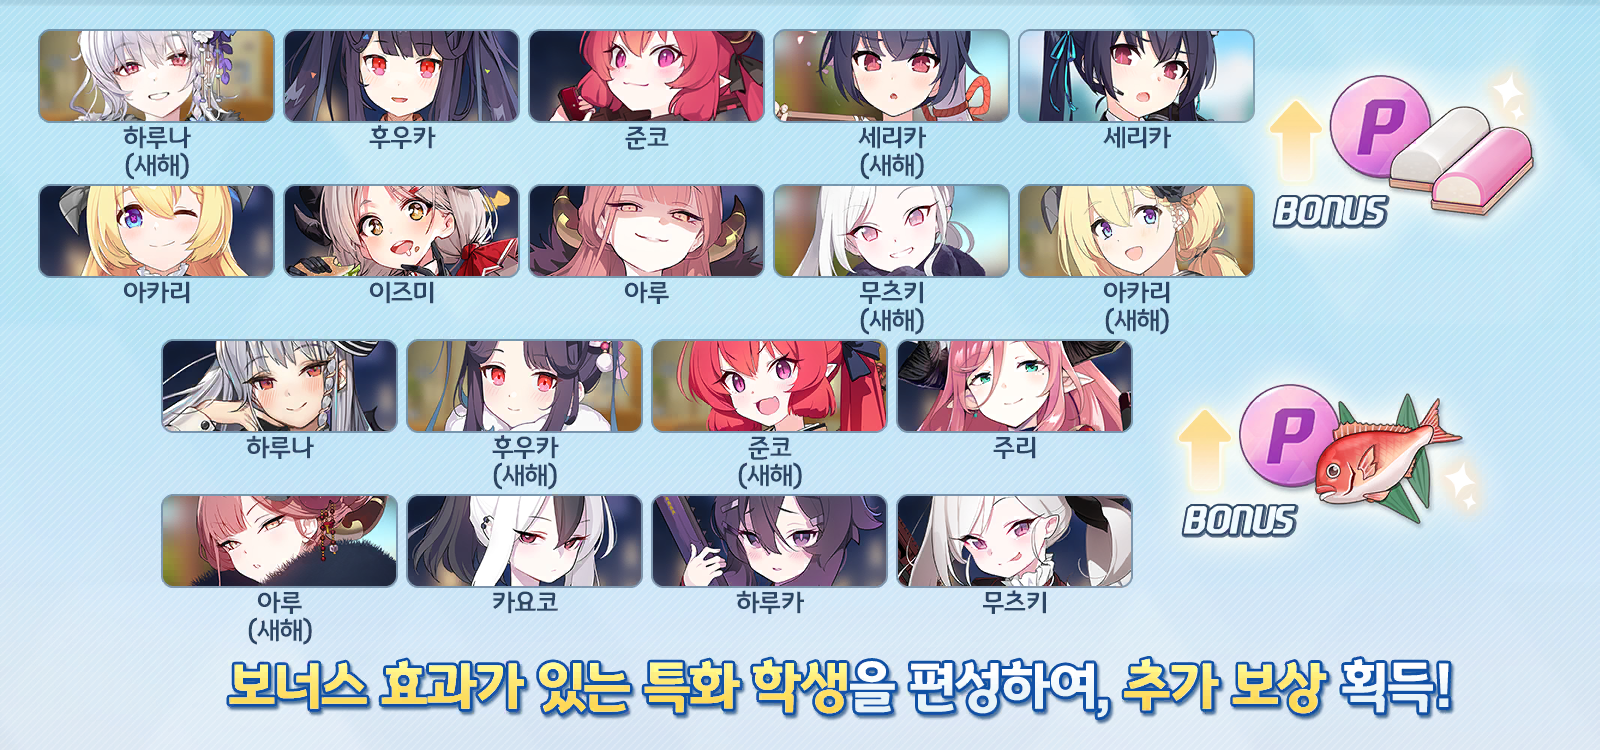 하루나
(새해)
후우카
준코
세리카
(새해)
세리카
P
BONUS
아카리
이즈미
아루
무츠키
(새해)
아카리
(새해)
하루나
후우카
(새해)
준코
(새해)
주리
P
BONUS
아루
(새해)
카요코
하루카
무츠키
보너스 효과가 있는 특화 학생을 편성하여, 추가 보상 획득!